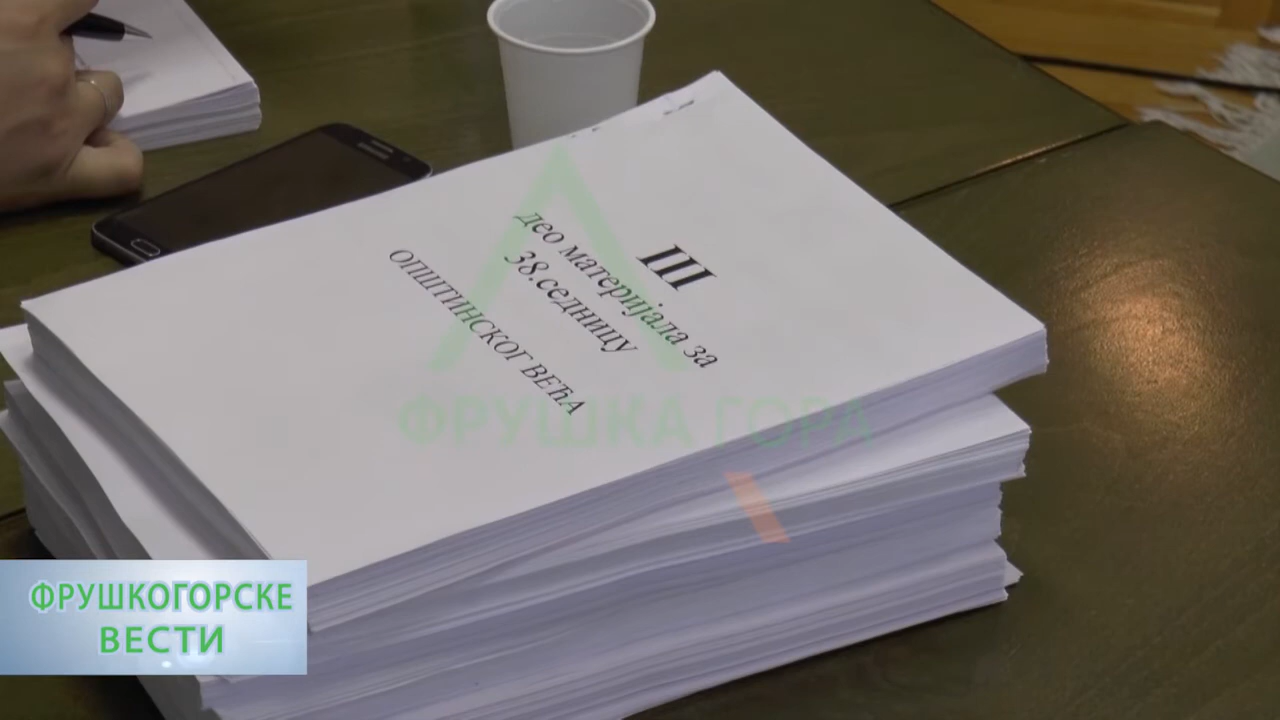 III
део материјала за
38.седницу
ОПШТИНСКОГ ВЕЋА
ФРУШКА ГОРА
ФРУШКОГОРСКЕ
ВЕСТИ